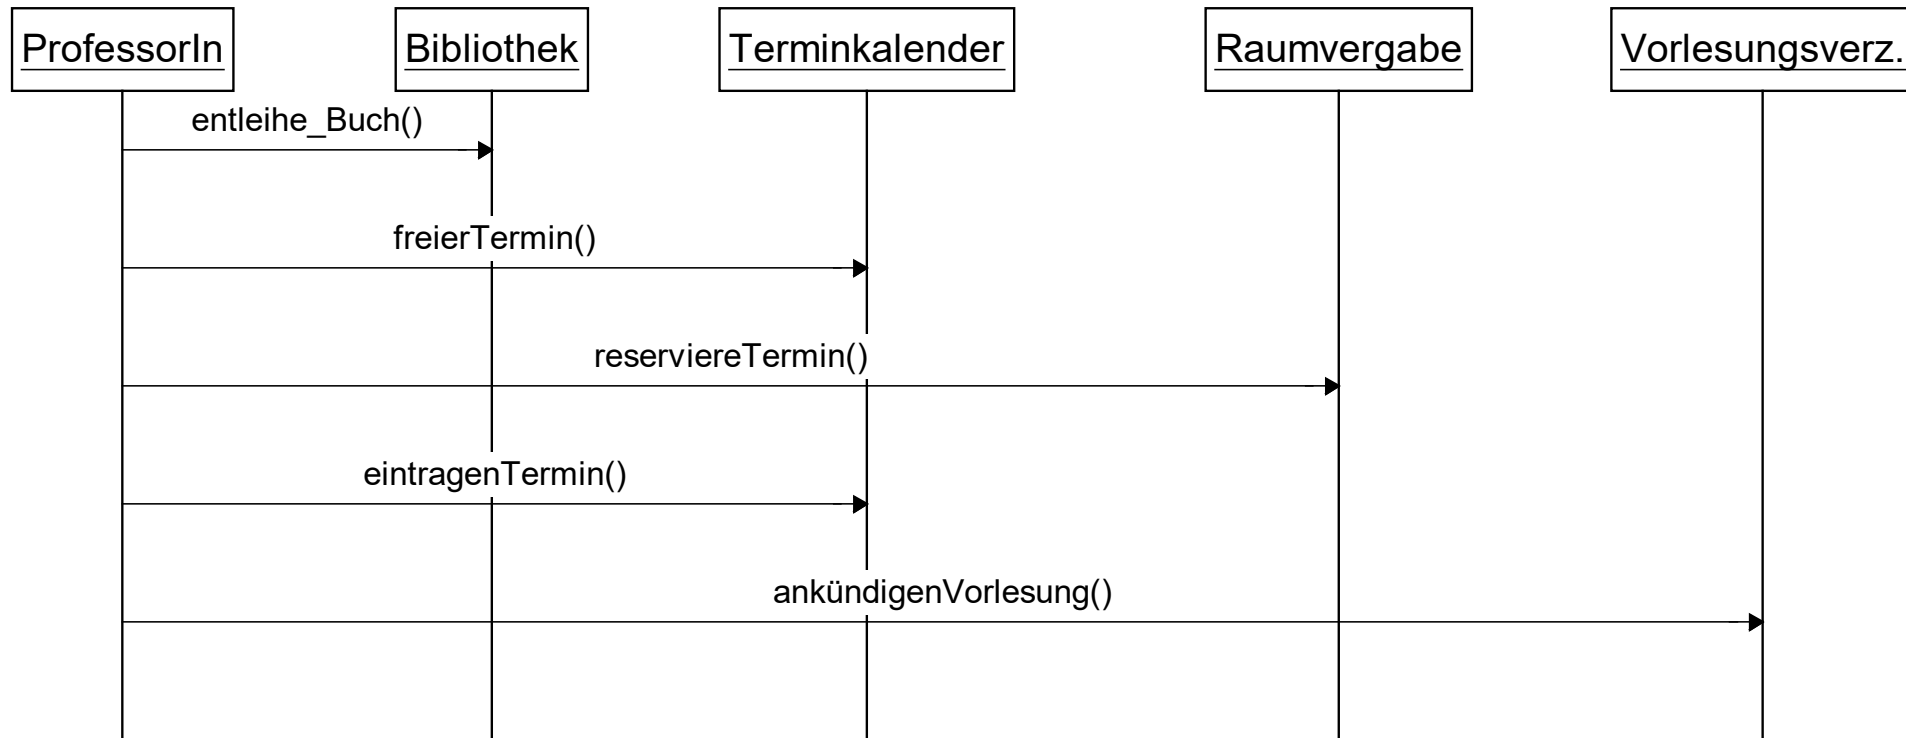 ProfessorIn
Bibliothek
Terminkalender
Raumvergabe
Vorlesungsverz.
entleihe_Buch()
freierTermin()
reserviereTermin()
eintragenTermin()
ankündigenVorlesung()